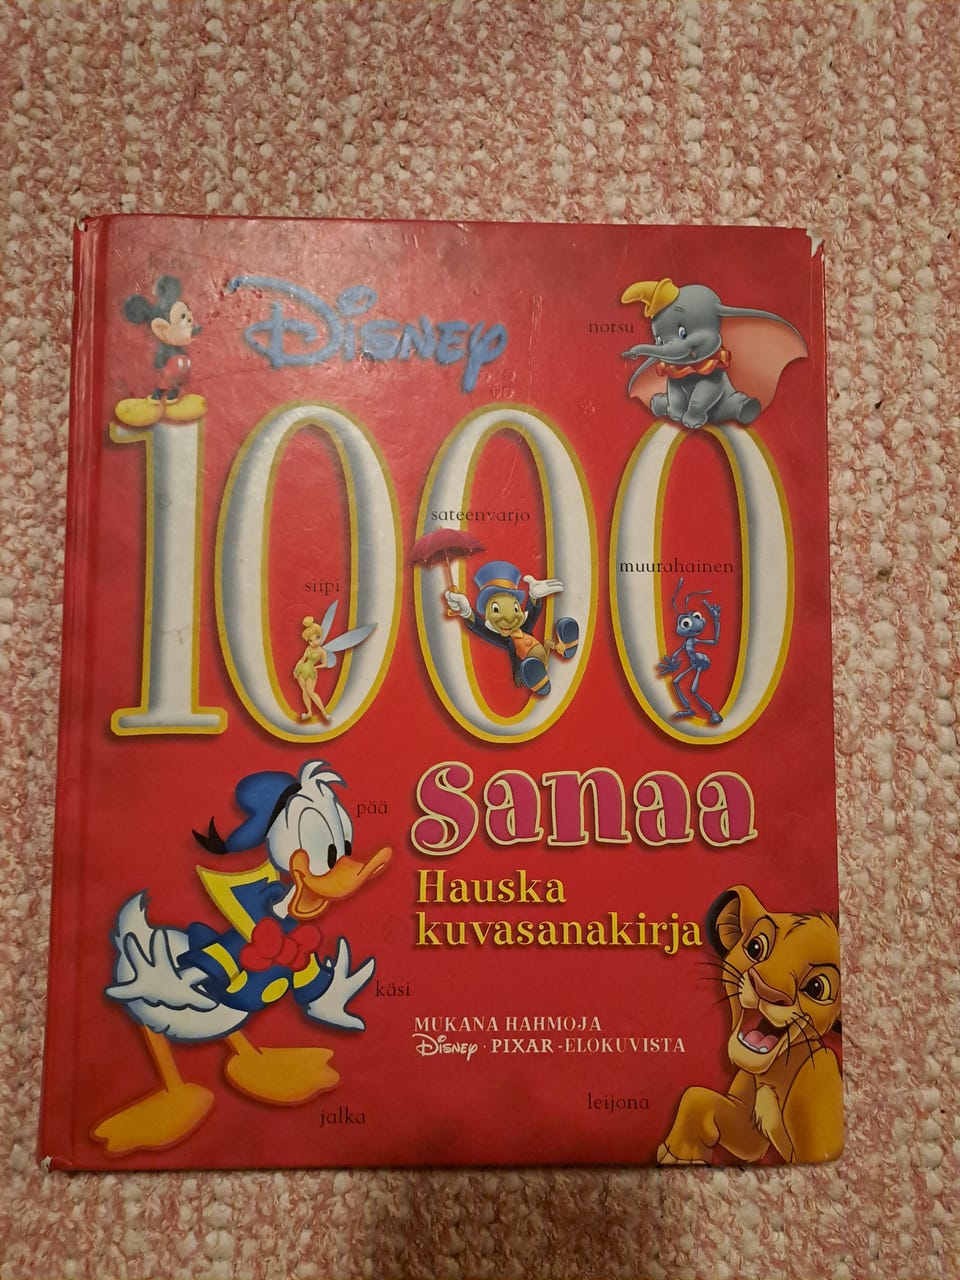 Disney
norsu
1000
sateenvarjo
muurahainen
siipi
pää
sanaa
Hauska
kuvasanakirja
käsi
MUKANA HAHMOJA
Disney · PIXAR -ELOKUVISTA
leijona
jalka